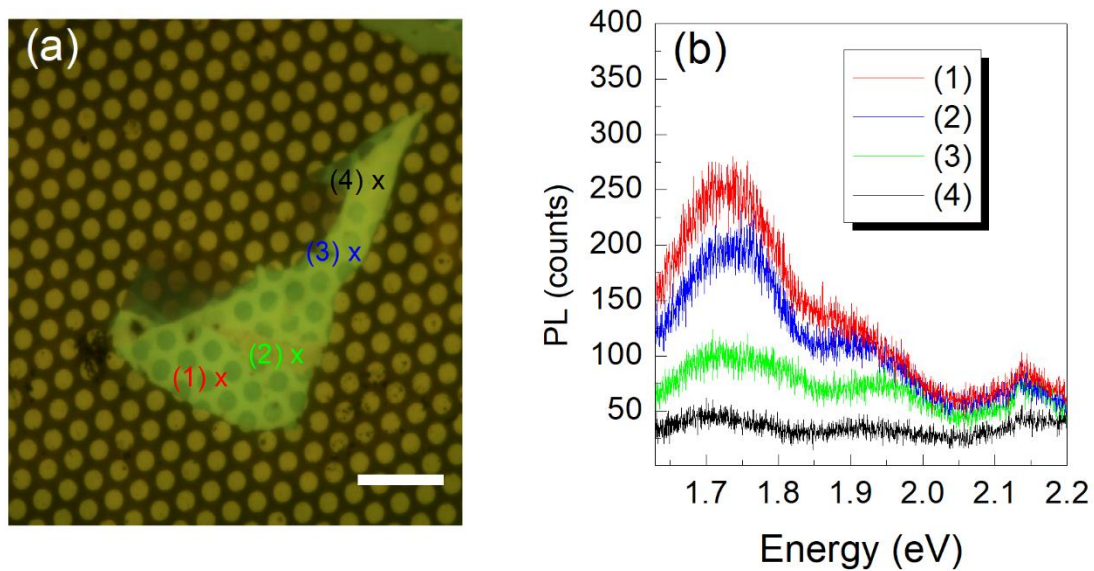 (a)
(4) x
(3) x
(2) x
(1) x
(b)
PL (counts)
400
350
300
250
200
150
100
50
(1)
(2)
(3)
(4)
1.7 1.8 1.9 2.0 2.1 2.2
Energy (eV)